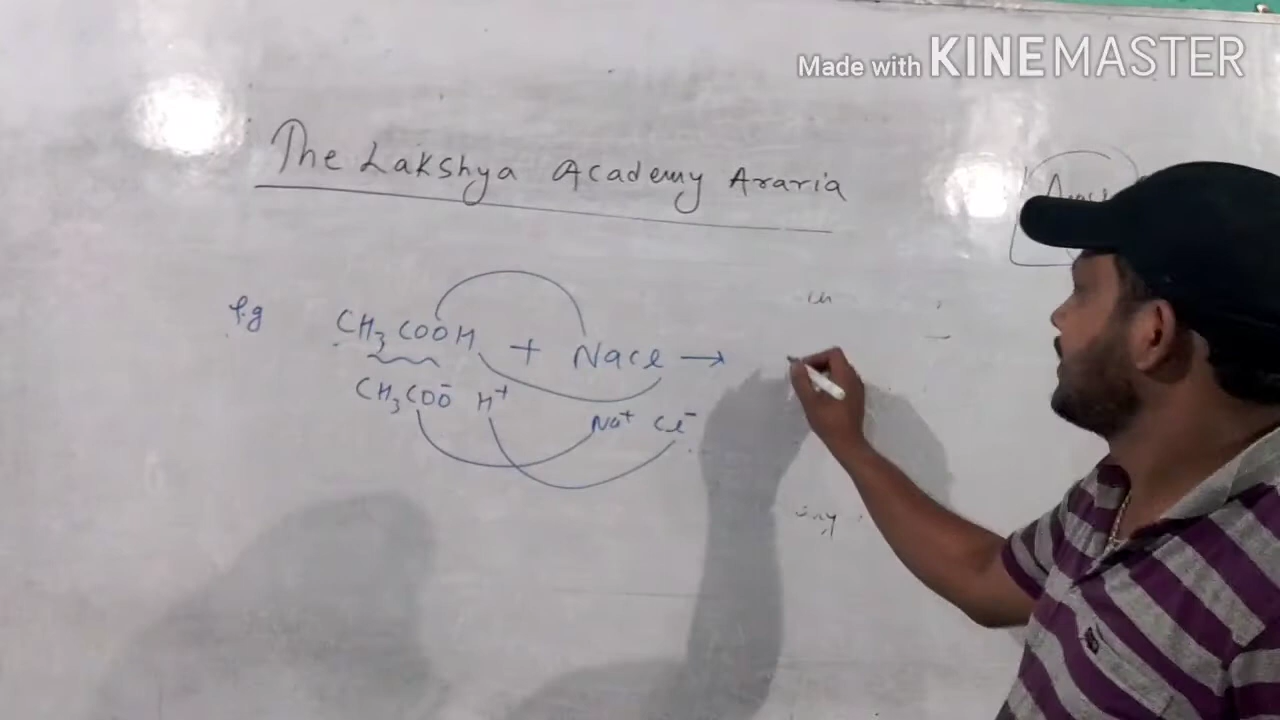 Made with KINEMASTER
The Lakshya Academy Araria
e.g CH₃COOH + Nacl →
CH₃COO⁻ H⁺ Na⁺ Cl⁻